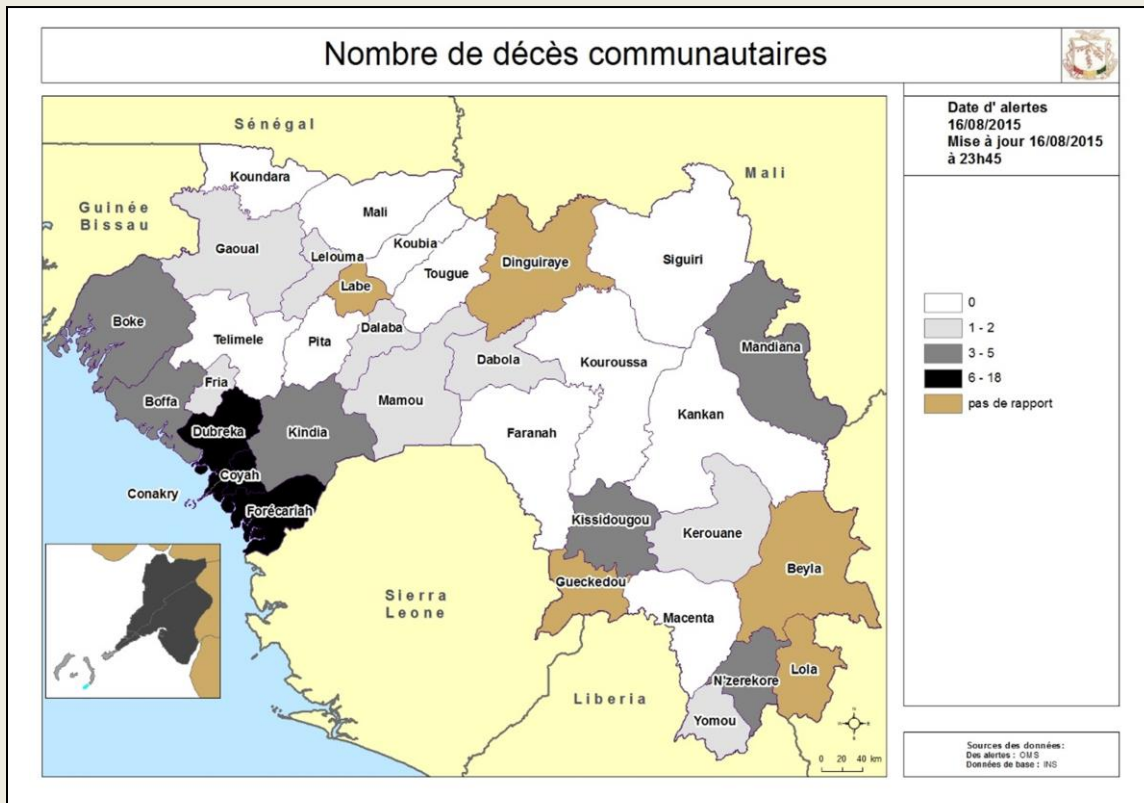 Nombre de décès communautaires
Date d' alertes
16/08/2015
Mise à jour 16/08/2015
à 23h45
0
1 - 2
3 - 5
6 - 18
pas de rapport
Sénégal
Mali
Guinée
Bissau
Koundara
Mali
Gaoual
Koubia
Lelouma
Tougue
Labe
Dinguiraye
Siguiri
Boke
Telimele
Pita
Dalaba
Dabola
Kouroussa
Mandiana
Fria
Boffa
Mamou
Kankan
Dubreka
Kindia
Faranah
Coyah
Conakry
Forécariah
Kissidougou
Kerouane
Beyla
Gueckedou
Sierra
Leone
Macenta
Lola
N'zerekore
Liberia
Yomou
0 20 40 km
Sources des données:
Des alertes : OMS
Données de base : INS